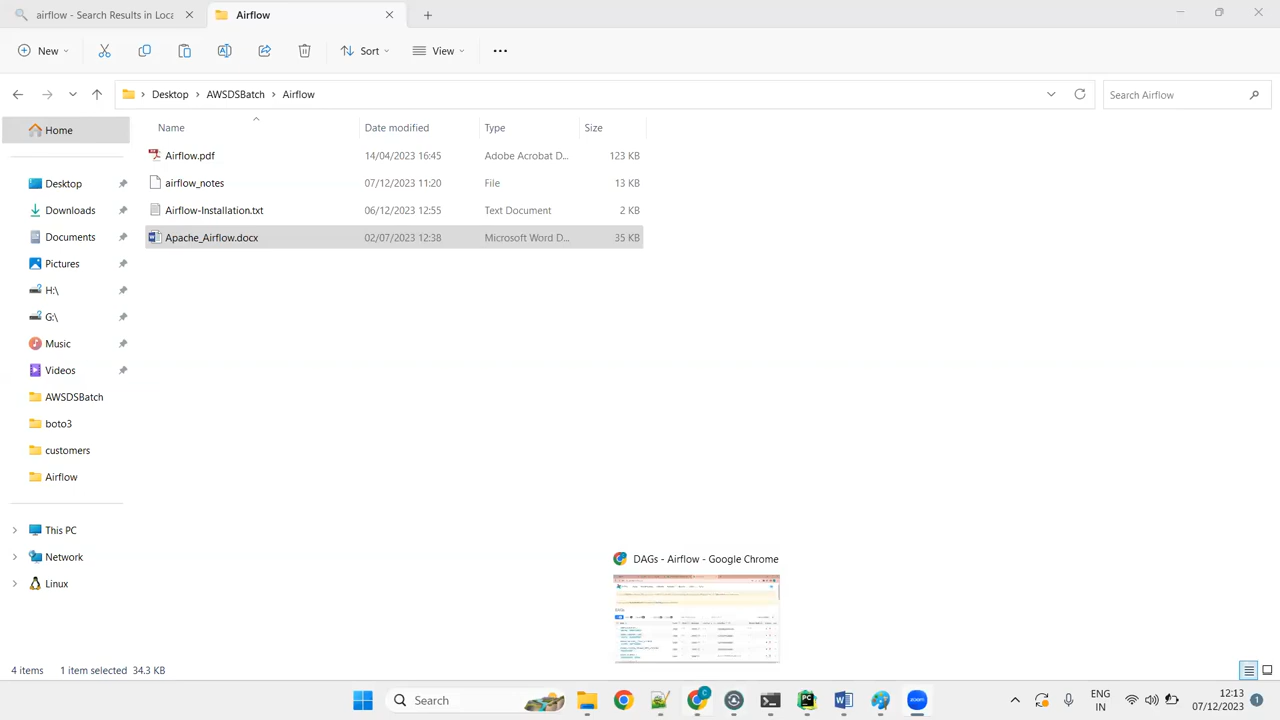 airflow - Search Results in Loca
Airflow
New
Sort
View
Desktop > AWSDSBatch > Airflow
Search Airflow
Home
Name
Date modified
Type
Size
Airflow.pdf 14/04/2023 16:45 Adobe Acrobat D... 123 KB
airflow_notes 07/12/2023 11:20 File 13 KB
Airflow-Installation.txt 06/12/2023 12:55 Text Document 2 KB
Apache_Airflow.docx 02/07/2023 12:38 Microsoft Word D... 35 KB
Desktop
Downloads
Documents
Pictures
H:\
G:\
Music
Videos
AWSDSBatch
boto3
customers
Airflow
This PC
Network
Linux
DAGs - Airflow - Google Chrome
4 items
selected 34.3 K
Search
ENG
IN
12:13
07/12/2023
1